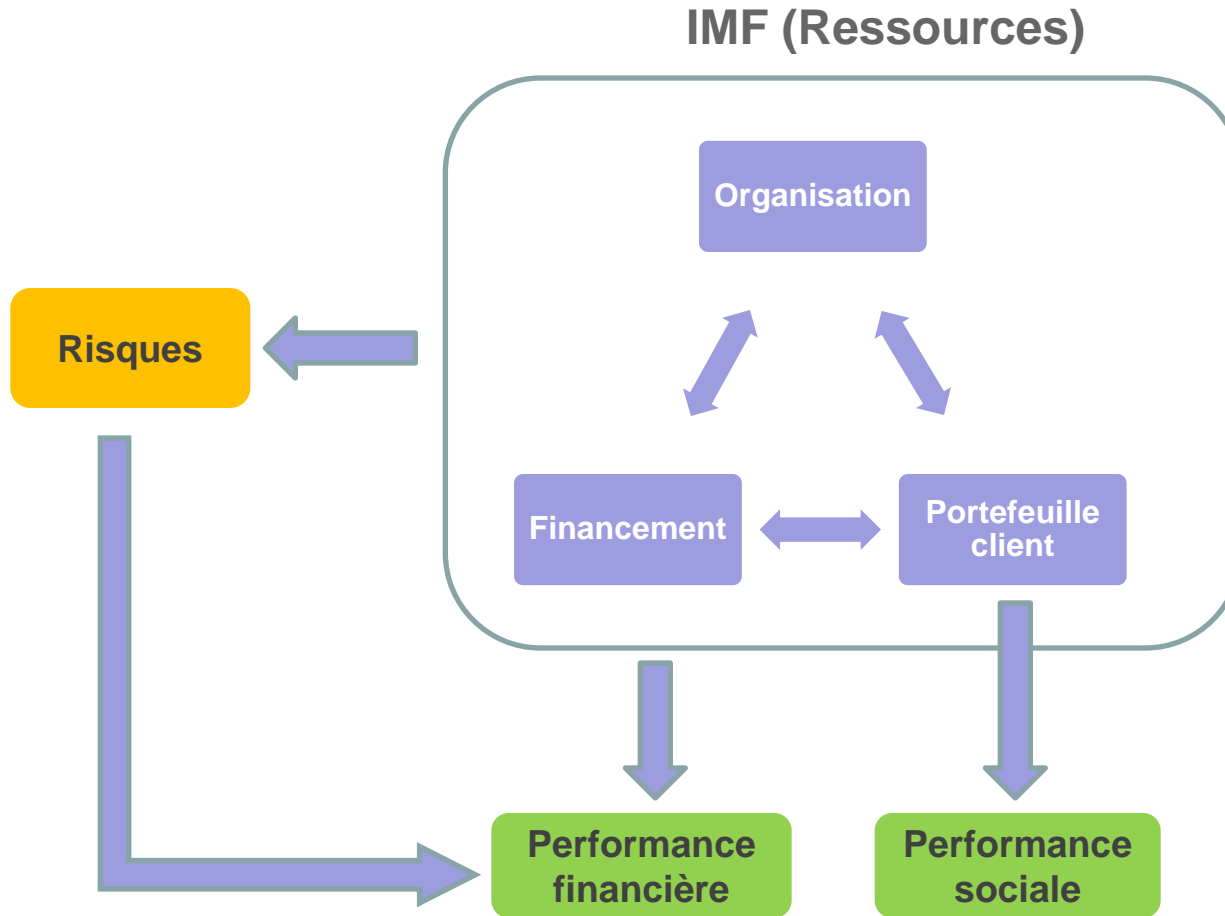 IMF (Ressources)
Organisation
Risques
Financement
Portefeuille
client
Performance
financière
Performance
sociale